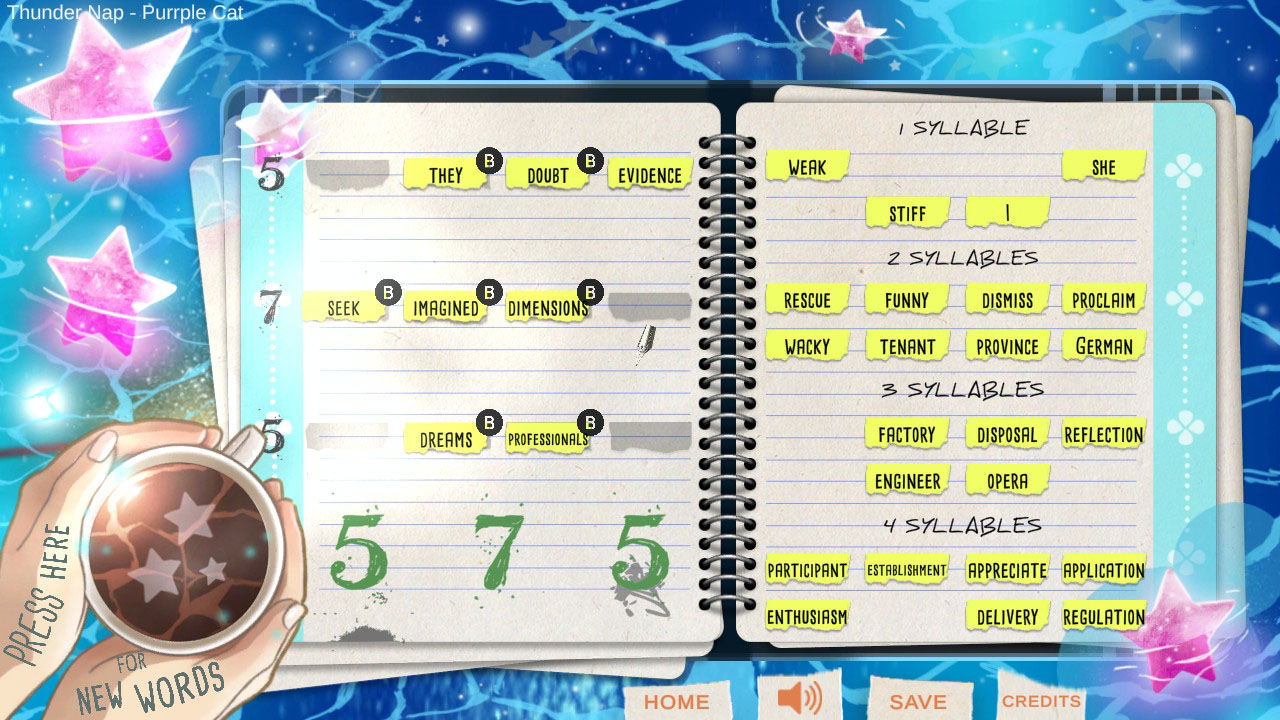 Thunder Nap - Purrple Cat
5 THEY B DOUBT B EVIDENCE
7 SEEK B IMAGINED B DIMENSIONS B
5 DREAMS B PROFESSIONALS B
5 7 5
1 SYLLABLE
WEAK SHE
STIFF I
2 SYLLABLES
RESCUE FUNNY DISMISS PROCLAIM
WACKY TENANT PROVINCE GERMAN
3 SYLLABLES
FACTORY DISPOSAL REFLECTION
ENGINEER OPERA
4 SYLLABLES
PARTICIPANT ESTABLISHMENT APPRECIATE APPLICATION
ENTHUSIASM DELIVERY REGULATION
PRESS HERE
FOR
NEW WORDS
HOME SAVE CREDITS